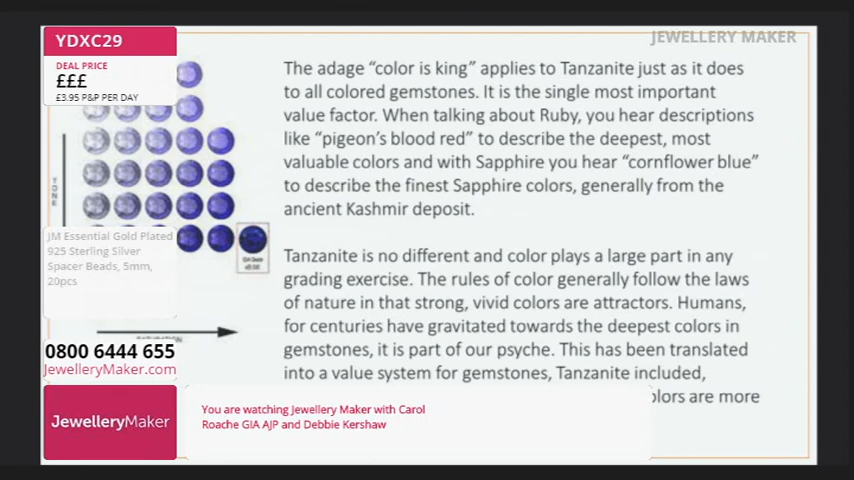 YDXC29
DEAL PRICE
£££
£3.95 P&P PER DAY
JEWELLERY MAKER
The adage “color is king” applies to Tanzanite just as it does
to all colored gemstones. It is the single most important
value factor. When talking about Ruby, you hear descriptions
like “pigeon’s blood red” to describe the deepest, most
valuable colors and with Sapphire you hear “cornflower blue”
to describe the finest Sapphire colors, generally from the
ancient Kashmir deposit.
Tanzanite is no different and color plays a large part in any
grading exercise. The rules of color generally follow the laws
of nature in that strong, vivid colors are attractors. Humans,
for centuries have gravitated towards the deepest colors in
gemstones, it is part of our psyche. This has been translated
into a value system for gemstones, Tanzanite included,
olors are more
TONE
JM Essential Gold Plated
925 Sterling Silver
Spacer Beads, 5mm,
20pcs
0800 6444 655
JewelleryMaker.com
JewelleryMaker
You are watching Jewellery Maker with Carol
Roache GIA AJP and Debbie Kershaw